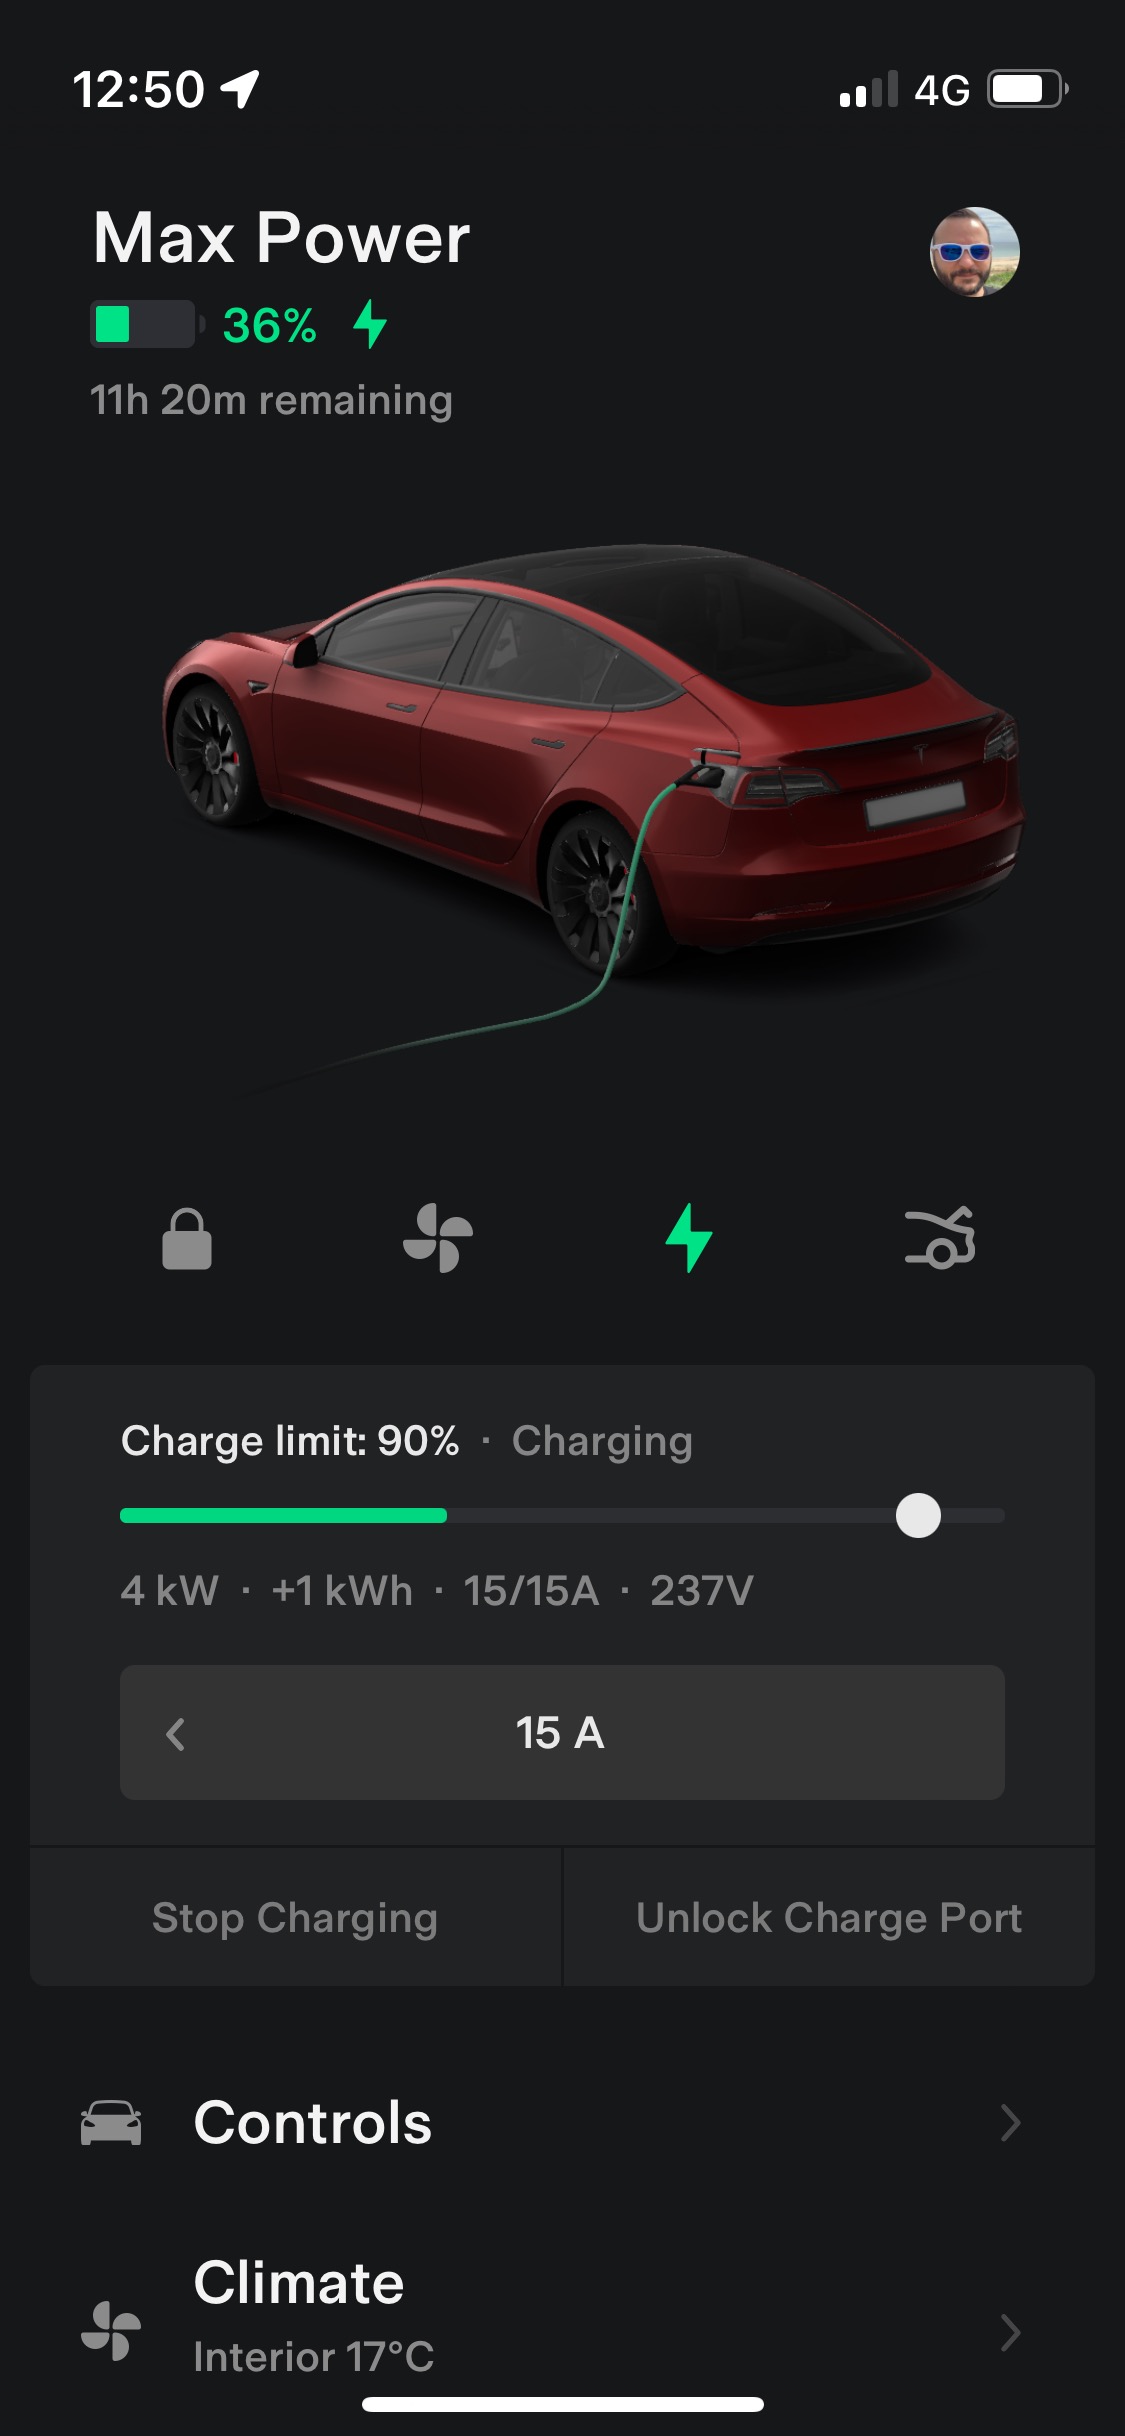 12:50 4G
Max Power
36%
11h 20m remaining
Charge limit: 90% · Charging
4 kW · +1 kWh · 15/15A · 237V
15 A
Stop Charging Unlock Charge Port
Controls
Climate
Interior 17°C